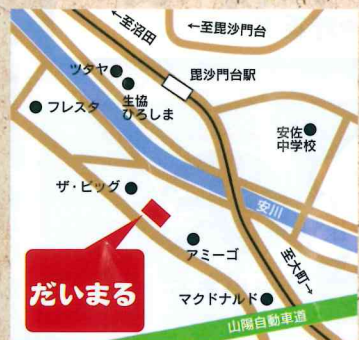 ←至沼田
←至毘沙門台
ツタヤ
毘沙門台駅
生協
ひろしま
フレスタ
安佐
中学校
ザ・ビッグ
安川
だいまる
アミーゴ
至大町→
マクドナルド
山陽自動車道